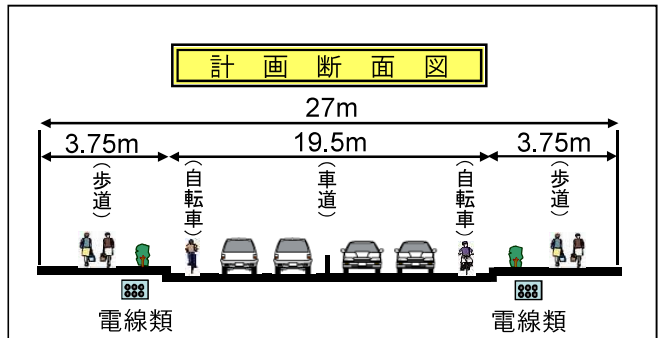 計画断面図
27m
3.75m 19.5m 3.75m
(歩道) (自転車) (車道) (自転車) (歩道)
電線類 電線類